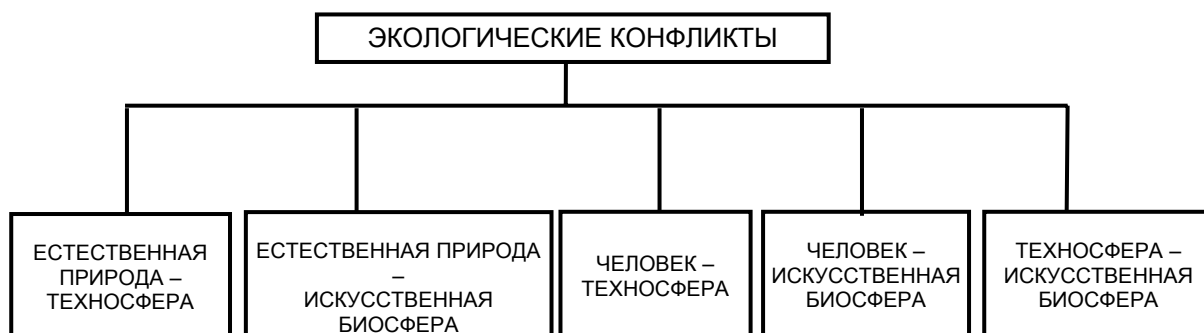 ЭКОЛОГИЧЕСКИЕ КОНФЛИКТЫ
ЕСТЕСТВЕННАЯ
ПРИРОДА –
ТЕХНОСФЕРА
ЕСТЕСТВЕННАЯ ПРИРОДА
–
ИСКУССТВЕННАЯ
БИОСФЕРА
ЧЕЛОВЕК –
ТЕХНОСФЕРА
ЧЕЛОВЕК –
ИСКУССТВЕННАЯ
БИОСФЕРА
ТЕХНОСФЕРА –
ИСКУССТВЕННАЯ
БИОСФЕРА